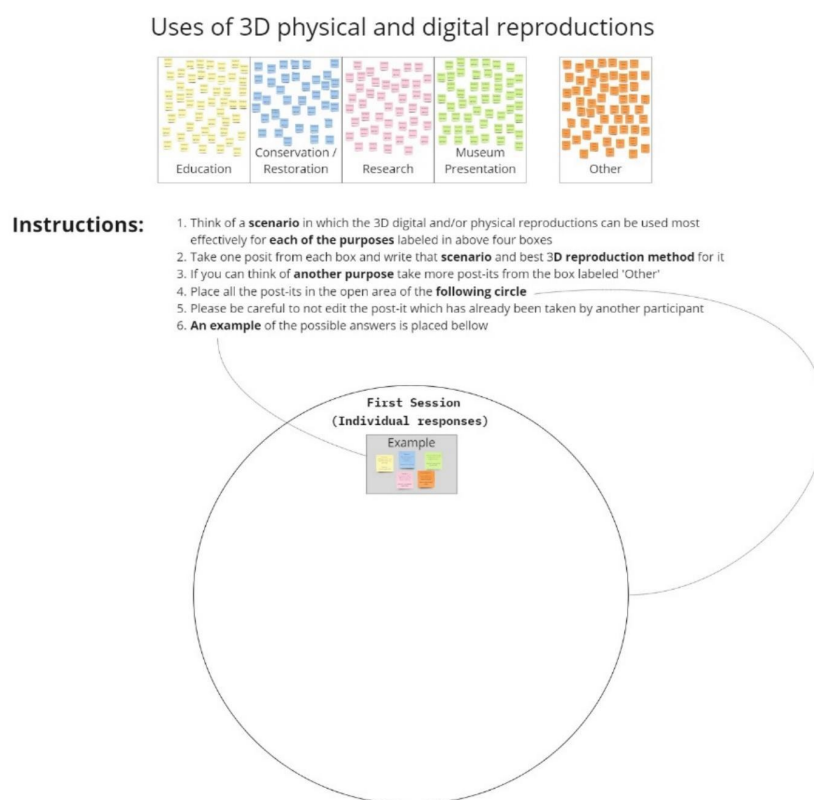 Uses of 3D physical and digital reproductions
Education
Conservation /
Restoration
Research
Museum
Presentation
Other
Instructions:
1. Think of a scenario in which the 3D digital and/or physical reproductions can be used most
effectively for each of the purposes labeled in above four boxes
2. Take one posit from each box and write that scenario and best 3D reproduction method for it
3. If you can think of another purpose take more post-its from the box labeled 'Other'
4. Place all the post-its in the open area of the following circle
5. Please be careful to not edit the post-it which has already been taken by another participant
6. An example of the possible answers is placed bellow
First Session
(Individual responses)
Example